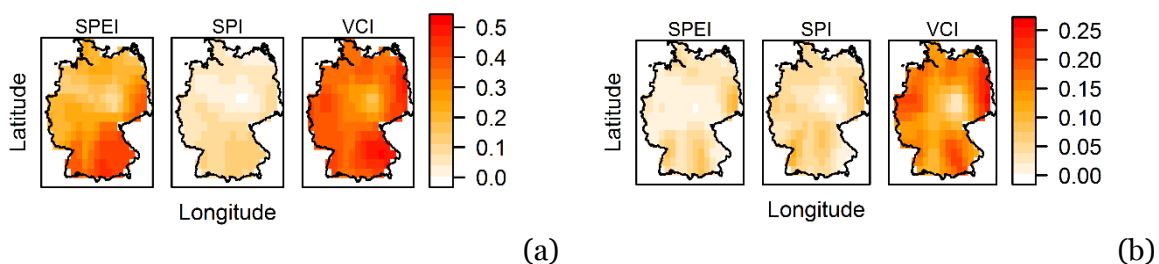 SPEI SPI VCI
Latitude
0.5
0.4
0.3
0.2
0.1
0.0
Longitude
(a)
SPEI SPI VCI
Latitude
0.25
0.20
0.15
0.10
0.05
0.00
Longitude
(b)